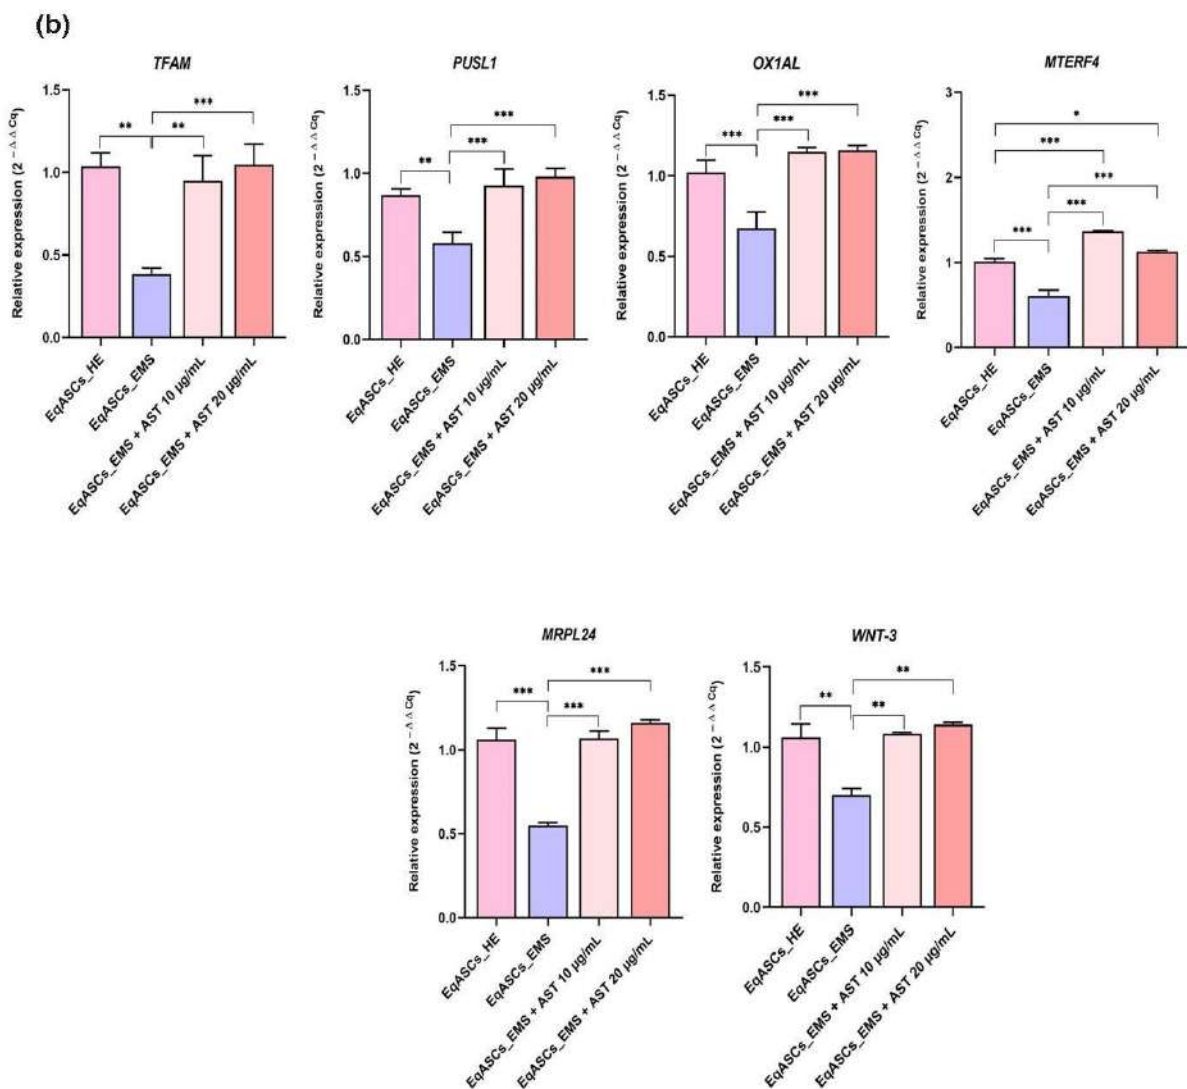 (b)
TFAM
Relative expression (2 − Δ Δ Cq)
1.5
1.0
0.5
0.0
**
**
***
EqASCs_HE
EqASCs_EMS
EqASCs_EMS + AST 10 µg/mL
EqASCs_EMS + AST 20 µg/mL
PUSL1
Relative expression (2 − Δ Δ Cq)
1.5
1.0
0.5
0.0
**
***
***
EqASCs_HE
EqASCs_EMS
EqASCs_EMS + AST 10 µg/mL
EqASCs_EMS + AST 20 µg/mL
OX1AL
Relative expression (2 − Δ Δ Cq)
1.5
1.0
0.5
0.0
***
***
***
EqASCs_HE
EqASCs_EMS
EqASCs_EMS + AST 10 µg/mL
EqASCs_EMS + AST 20 µg/mL
MTERF4
Relative expression (2 − Δ Δ Cq)
3
2
1
0
*
***
***
***
***
EqASCs_HE
EqASCs_EMS
EqASCs_EMS + AST 10 µg/mL
EqASCs_EMS + AST 20 µg/mL
MRPL24
Relative expression (2 − Δ Δ Cq)
1.5
1.0
0.5
0.0
***
***
***
EqASCs_HE
EqASCs_EMS
EqASCs_EMS + AST 10 µg/mL
EqASCs_EMS + AST 20 µg/mL
WNT-3
Relative expression (2 − Δ Δ Cq)
1.5
1.0
0.5
0.0
**
**
**
EqASCs_HE
EqASCs_EMS
EqASCs_EMS + AST 10 µg/mL
EqASCs_EMS + AST 20 µg/mL